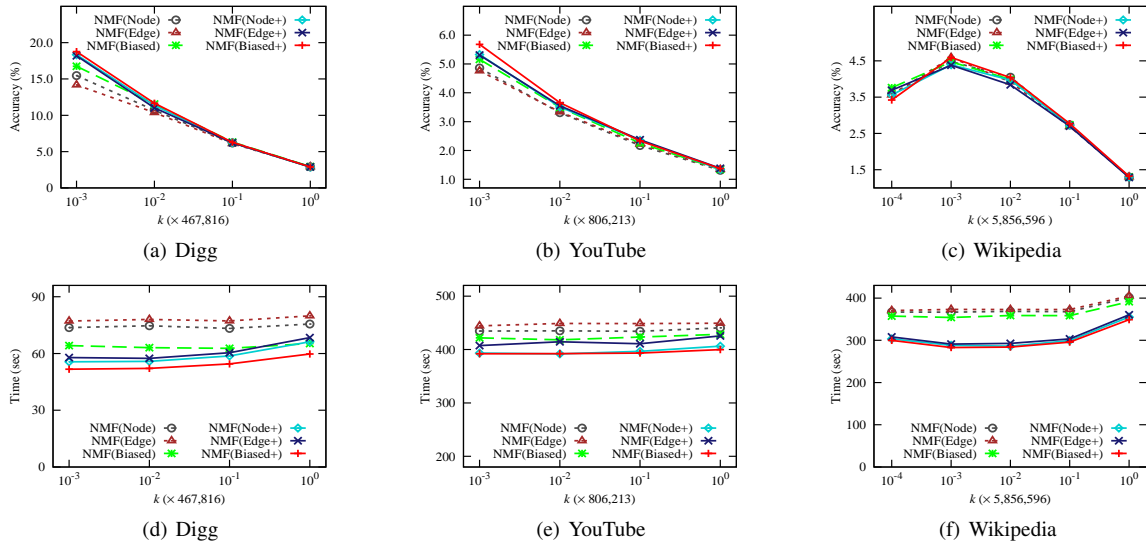 NMF(Node)
NMF(Edge)
NMF(Biased)
NMF(Node+)
NMF(Edge+)
NMF(Biased+)
20.0
15.0
10.0
5.0
0
Accuracy (%)
10^-3 10^-2 10^-1 10^0
k (× 467,816)
(a) Digg
NMF(Node)
NMF(Edge)
NMF(Biased)
NMF(Node+)
NMF(Edge+)
NMF(Biased+)
6.0
5.0
4.0
3.0
2.0
1.0
Accuracy (%)
10^-3 10^-2 10^-1 10^0
k (× 806,213)
(b) YouTube
NMF(Node)
NMF(Edge)
NMF(Biased)
NMF(Node+)
NMF(Edge+)
NMF(Biased+)
4.5
3.5
2.5
1.5
Accuracy (%)
10^-4 10^-3 10^-2 10^-1 10^0
k (× 5,856,596)
(c) Wikipedia
90
60
30
0
Time (sec)
NMF(Node)
NMF(Edge)
NMF(Biased)
NMF(Node+)
NMF(Edge+)
NMF(Biased+)
10^-3 10^-2 10^-1 10^0
k (× 467,816)
(d) Digg
500
400
300
200
Time (sec)
NMF(Node)
NMF(Edge)
NMF(Biased)
NMF(Node+)
NMF(Edge+)
NMF(Biased+)
10^-3 10^-2 10^-1 10^0
k (× 806,213)
(e) YouTube
400
300
200
100
0
Time (sec)
NMF(Node)
NMF(Edge)
NMF(Biased)
NMF(Node+)
NMF(Edge+)
NMF(Biased+)
10^-4 10^-3 10^-2 10^-1 10^0
k (× 5,856,596)
(f) Wikipedia